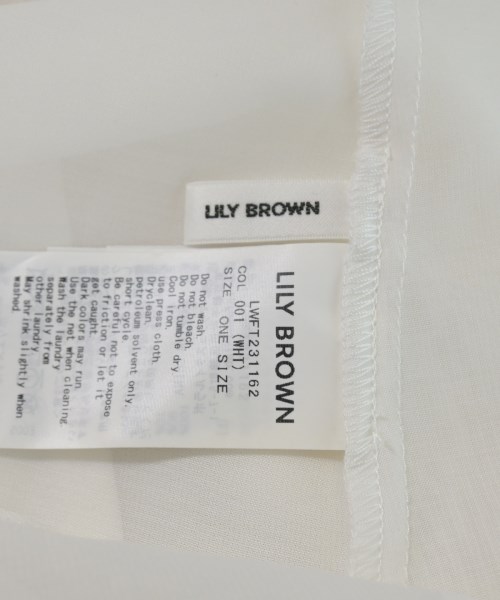 LILY BROWN
LILY BROWN
LWFT231162
COL 001 (WHT)
SIZE ONE SIZE
Do not wash.
Do not bleach.
Do not tumble dry
Cool iron
use press cloth.
Dryclean,
petroleum solvent only,
short cycle.
Be careful not to expose
to friction or let it
get caught.
Dark colors may run.
Use the net when cleaning.
Wash the laundry
separately from
other laundry.
May shrink slightly when
washed.